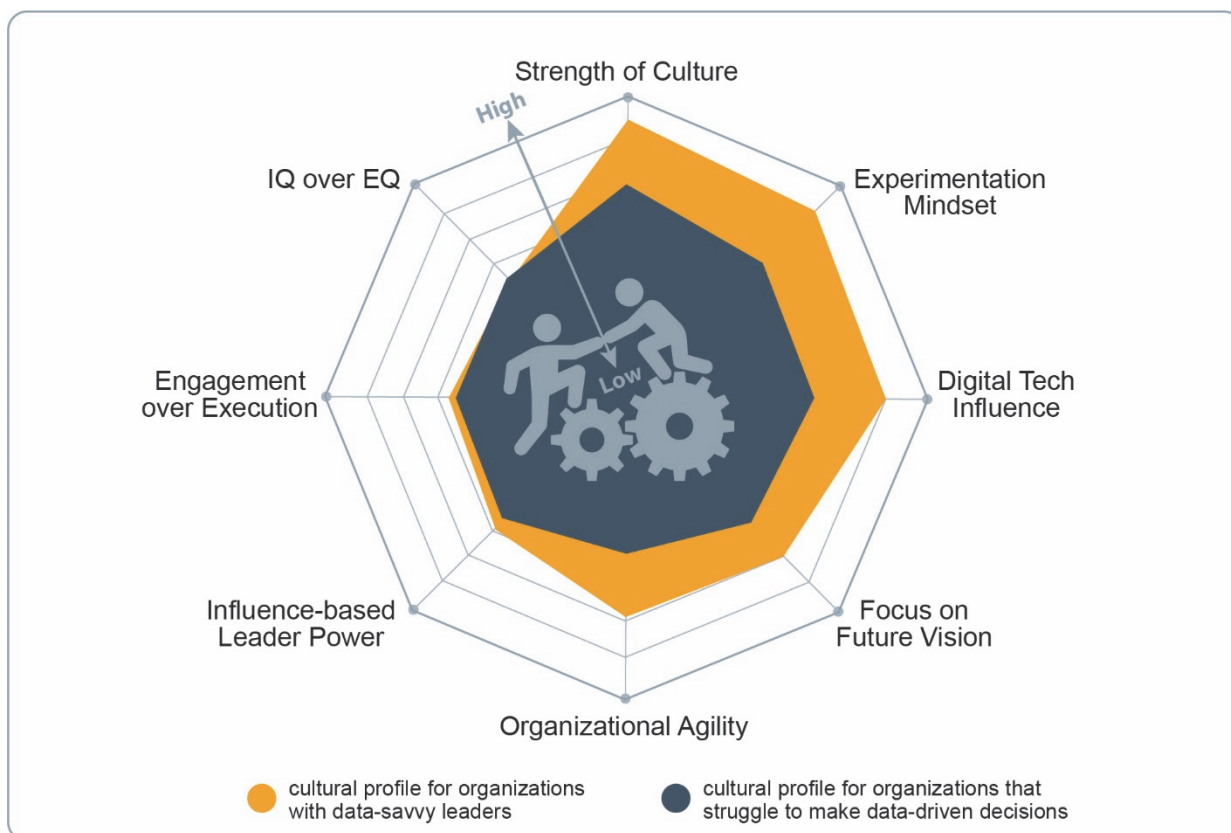 Strength of Culture
High
IQ over EQ
Experimentation
Mindset
Low
Engagement
over Execution
Digital Tech
Influence
Influence-based
Leader Power
Focus on
Future Vision
Organizational Agility
cultural profile for organizations
with data-savvy leaders
cultural profile for organizations that
struggle to make data-driven decisions